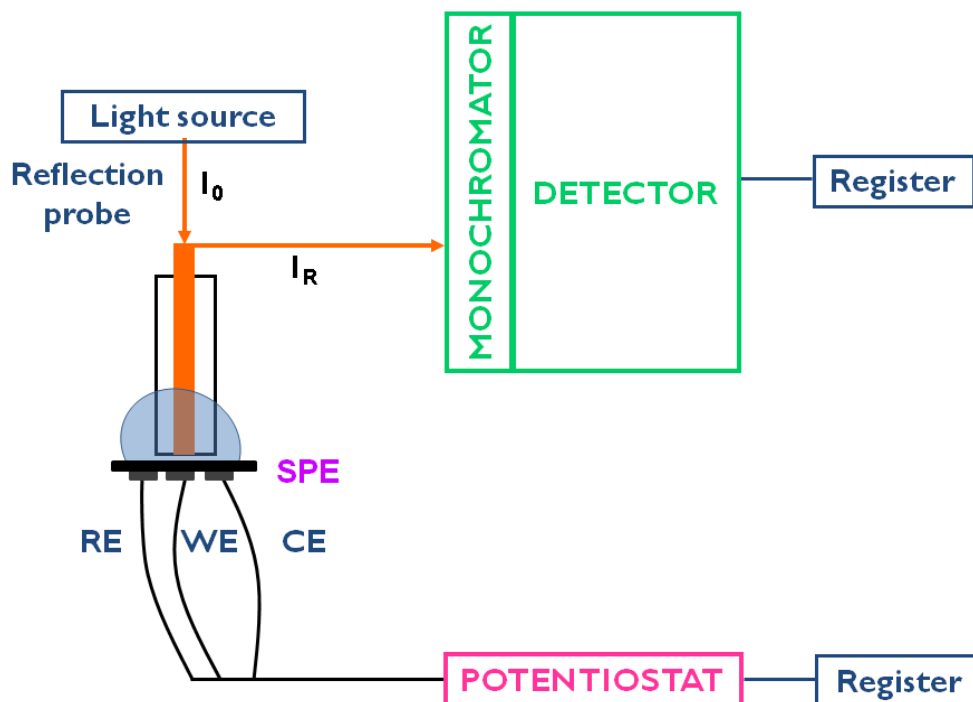 Light source
Reflection
probe
I0
IR
MONOCHROMATOR
DETECTOR
Register
SPE
RE
WE
CE
POTENTIOSTAT
Register